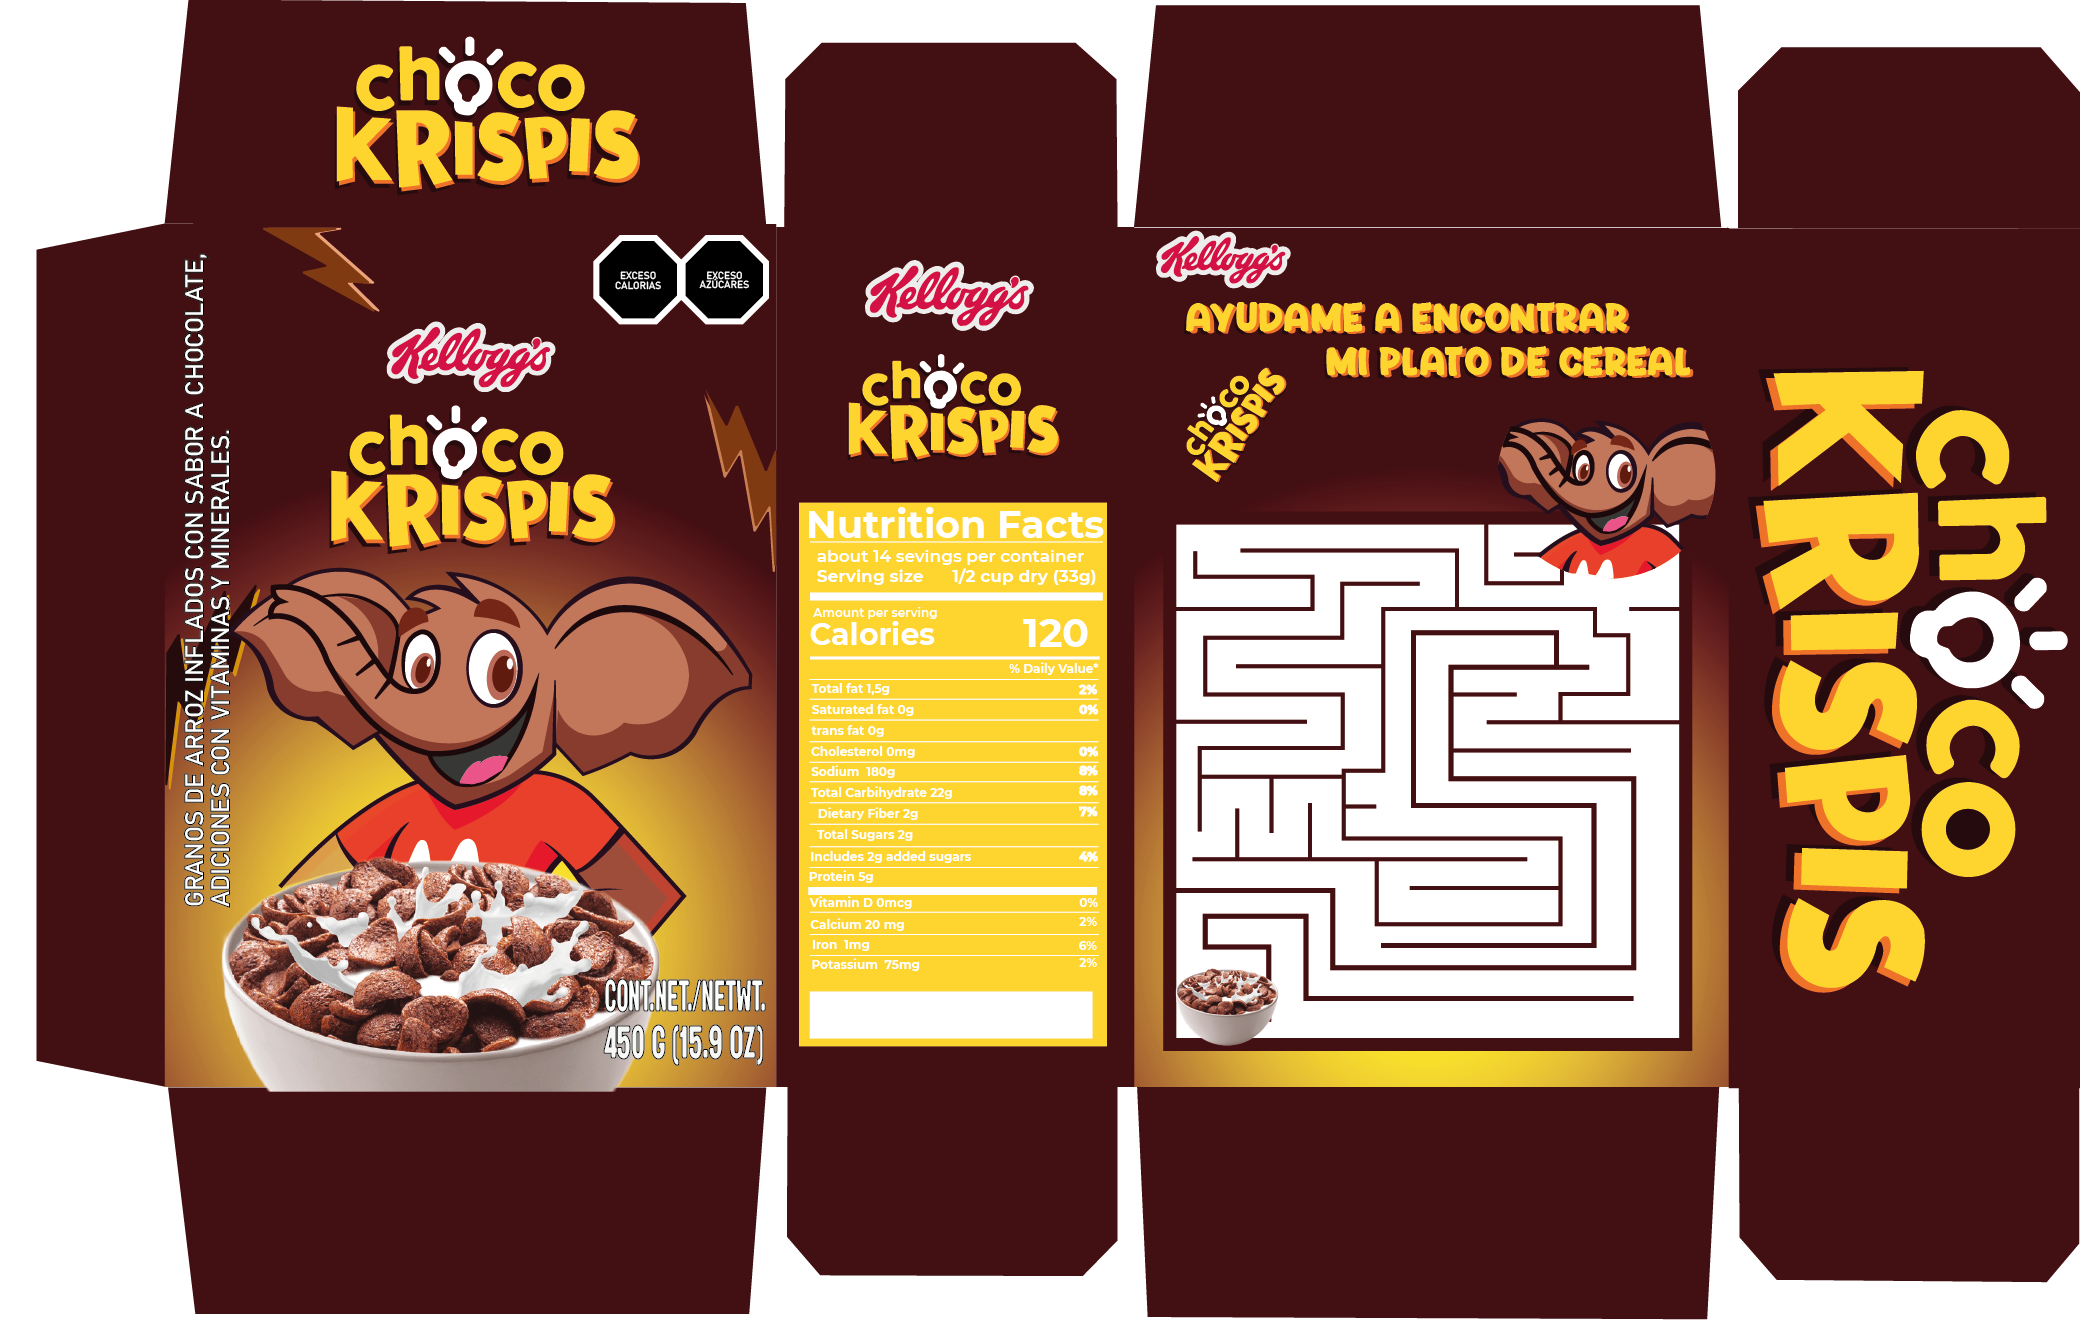 choco
KRISPIS
GRANOS DE ARROZ INFLADOS CON SABOR A CHOCOLATE,
ADICIONES CON VITAMINAS Y MINERALES.
EXCESO
CALORIAS
EXCESO
AZÚCARES
Kellogg's
choco
KRISPIS
CONT.NET./NETWT.
450 G (15.9 OZ)
Kellogg's
choco
KRISPIS
Nutrition Facts
about 14 sevings per container
Serving size 1/2 cup dry (33g)
Amount per serving
Calories 120
% Daily Value*
Total fat 1,5g 2%
Saturated fat 0g 0%
trans fat 0g
Cholesterol 0mg 0%
Sodium 180g 8%
Total Carbihydrate 22g 8%
Dietary Fiber 2g 7%
Total Sugars 2g
Includes 2g added sugars 4%
Protein 5g
Vitamin D 0mcg 0%
Calcium 20 mg 2%
Iron 1mg 6%
Potassium 75mg 2%
Kellogg's
AYUDAME A ENCONTRAR
MI PLATO DE CEREAL
choco
KRISPIS
choco
KRISPIS